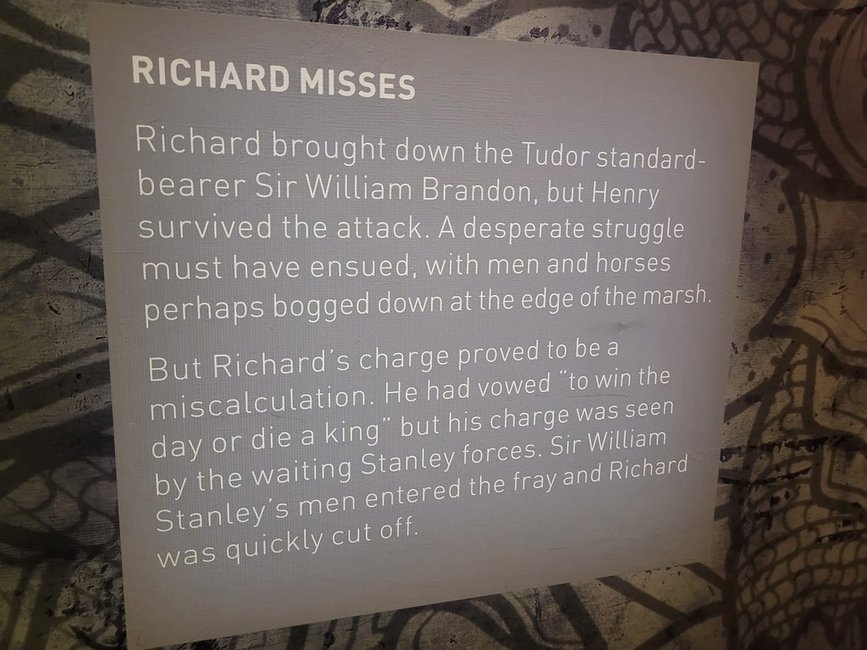 RICHARD MISSES
Richard brought down the Tudor standard-
bearer Sir William Brandon, but Henry
survived the attack. A desperate struggle
must have ensued, with men and horses
perhaps bogged down at the edge of the marsh.
But Richard’s charge proved to be a
miscalculation. He had vowed “to win the
day or die a king” but his charge was seen
by the waiting Stanley forces. Sir William
Stanley’s men entered the fray and Richard
was quickly cut off.